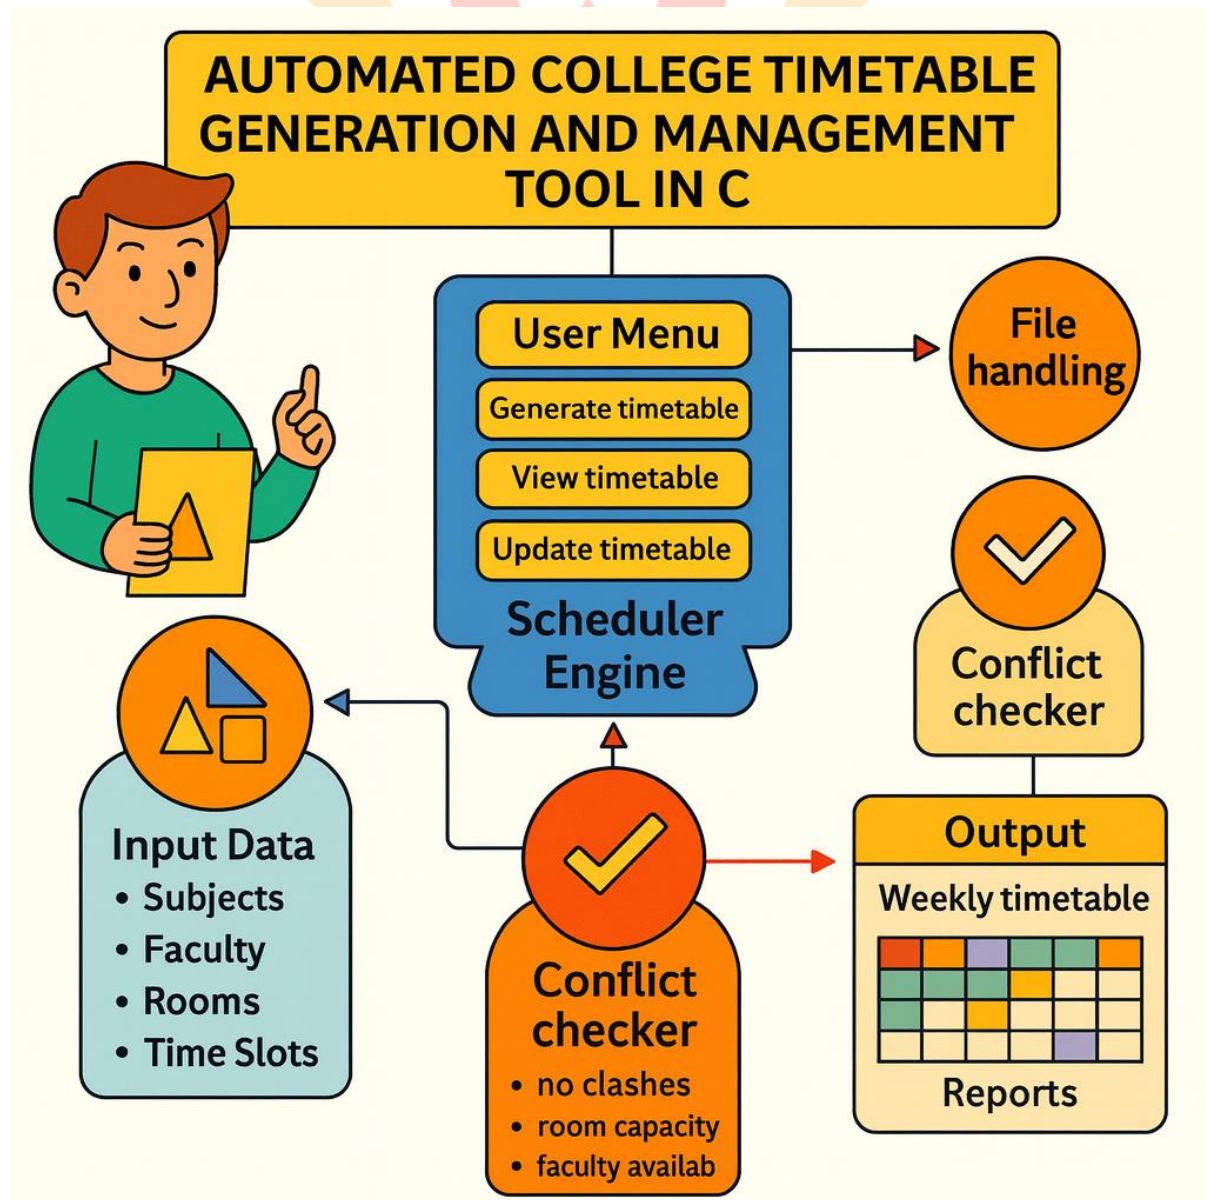 AUTOMATED COLLEGE TIMETABLE
GENERATION AND MANAGEMENT
TOOL IN C
User Menu
Generate timetable
View timetable
Update timetable
Scheduler
Engine
File
handling
Conflict
checker
Input Data
• Subjects
• Faculty
• Rooms
• Time Slots
Conflict
checker
• no clashes
• room capacity
• faculty availab
Output
Weekly timetable
Reports